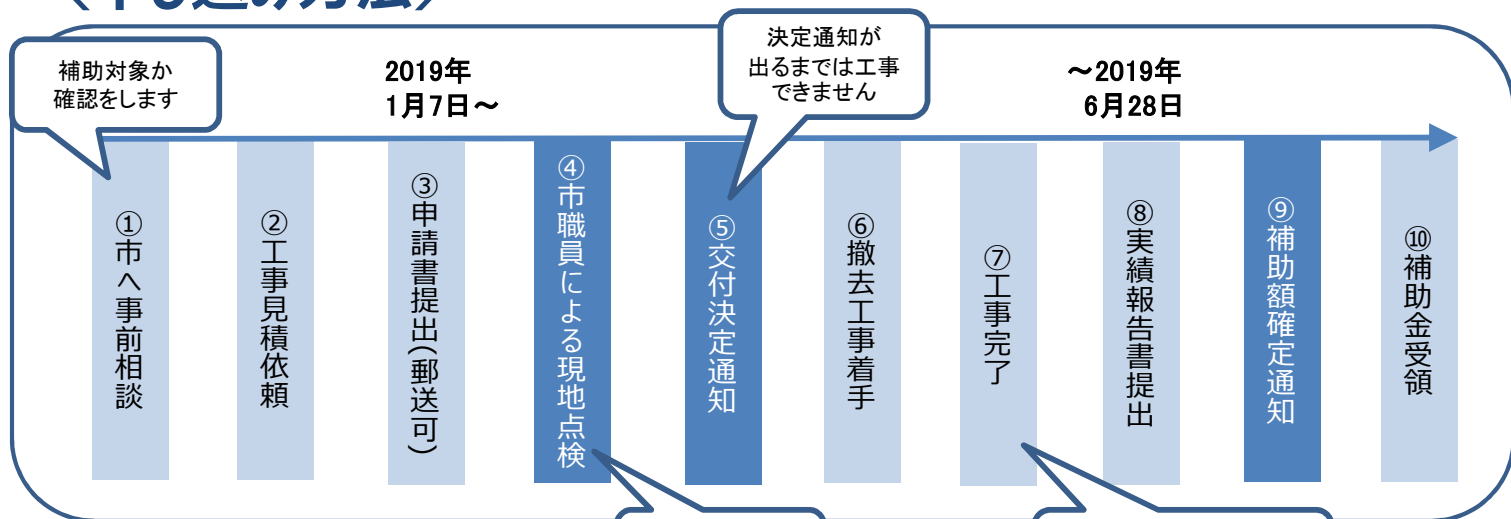 〈申し込み方法〉
補助対象か
確認をします
2019年
1月7日～
決定通知が
出るまでは工事
できません
～2019年
6月28日
①市へ事前相談
②工事見積依頼
③申請書提出(郵送可)
④市職員による現地点検
⑤交付決定通知
⑥撤去工事着手
⑦工事完了
⑧実績報告書提出
⑨補助額確定通知
⑩補助金受領